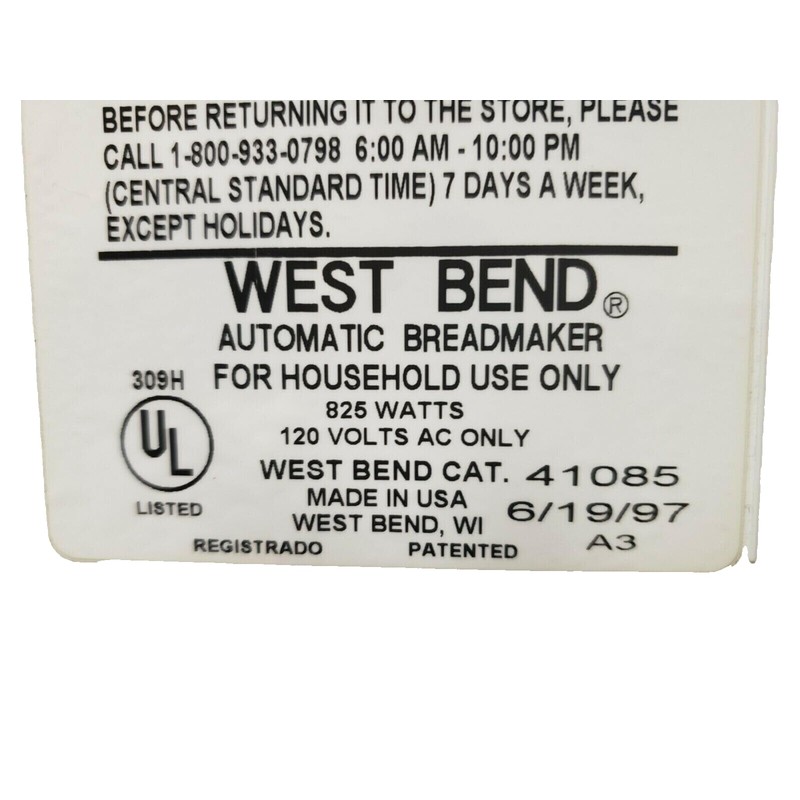 BEFORE RETURNING IT TO THE STORE, PLEASE
CALL 1-800-933-0798 6:00 AM - 10:00 PM
(CENTRAL STANDARD TIME) 7 DAYS A WEEK,
EXCEPT HOLIDAYS.
WEST BEND®
AUTOMATIC BREADMAKER
309H FOR HOUSEHOLD USE ONLY
825 WATTS
120 VOLTS AC ONLY
UL
LISTED
WEST BEND CAT. 41085
MADE IN USA
WEST BEND, WI 6/19/97
REGISTRADO PATENTED A3